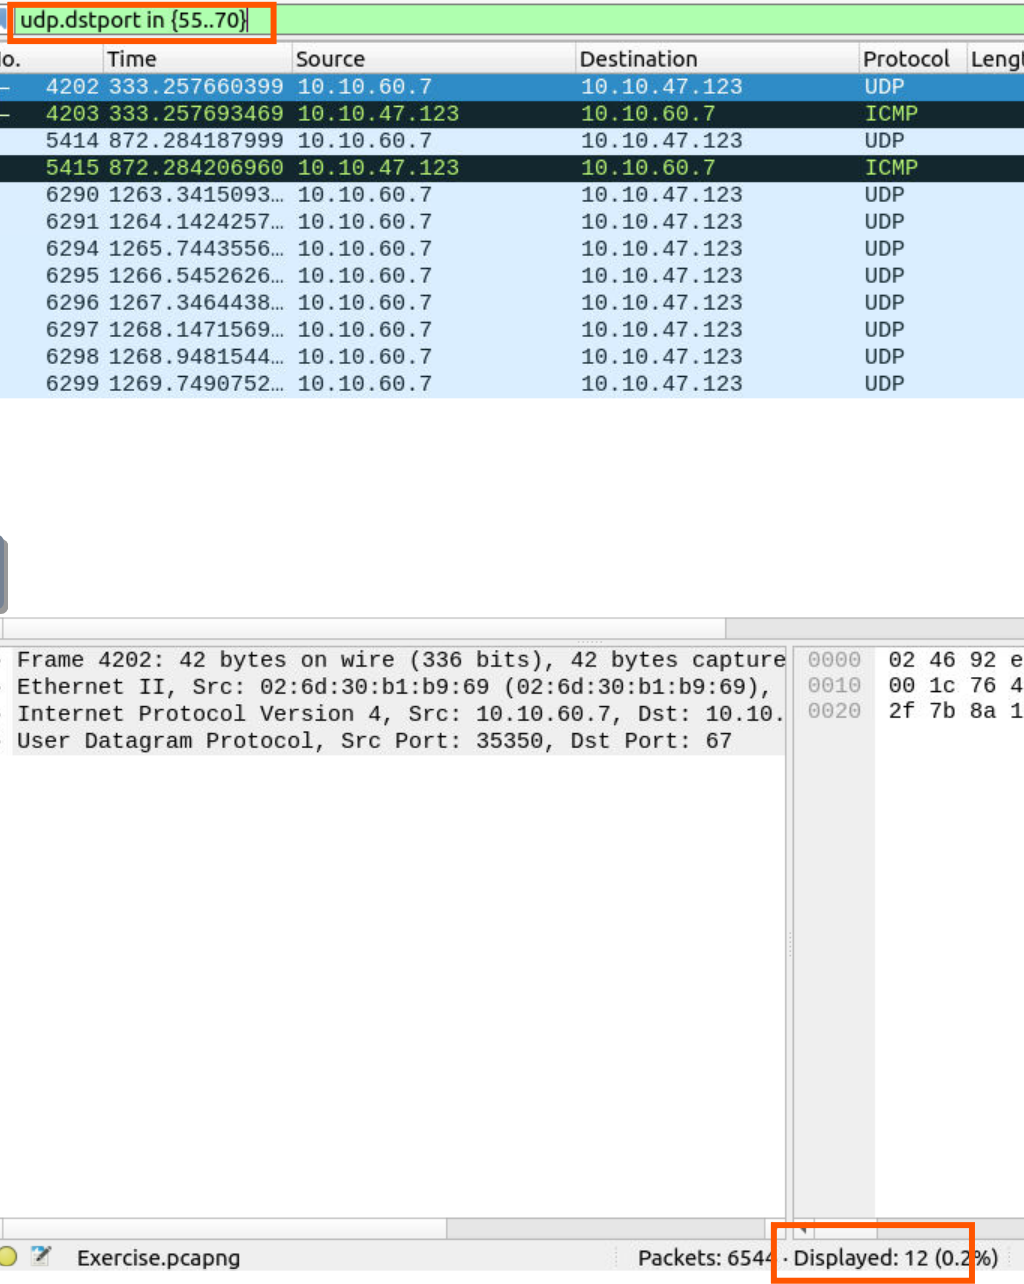 udp.dstport in {55..70}
o. Time Source Destination Protocol Lengt
4202 333.257660399 10.10.60.7 10.10.47.123 UDP
4203 333.257693469 10.10.47.123 10.10.60.7 ICMP
5414 872.284187999 10.10.60.7 10.10.47.123 UDP
5415 872.284206960 10.10.47.123 10.10.60.7 ICMP
6290 1263.3415093… 10.10.60.7 10.10.47.123 UDP
6291 1264.1424257… 10.10.60.7 10.10.47.123 UDP
6294 1265.7443556… 10.10.60.7 10.10.47.123 UDP
6295 1266.5452626… 10.10.60.7 10.10.47.123 UDP
6296 1267.3464438… 10.10.60.7 10.10.47.123 UDP
6297 1268.1471569… 10.10.60.7 10.10.47.123 UDP
6298 1268.9481544… 10.10.60.7 10.10.47.123 UDP
6299 1269.7490752… 10.10.60.7 10.10.47.123 UDP
Frame 4202: 42 bytes on wire (336 bits), 42 bytes capture
Ethernet II, Src: 02:6d:30:b1:b9:69 (02:6d:30:b1:b9:69),
Internet Protocol Version 4, Src: 10.10.60.7, Dst: 10.10.
User Datagram Protocol, Src Port: 35350, Dst Port: 67
0000 02 46 92 e
0010 00 1c 76 4
0020 2f 7b 8a 1
Exercise.pcapng
Packets: 6544 · Displayed: 12 (0.2%)